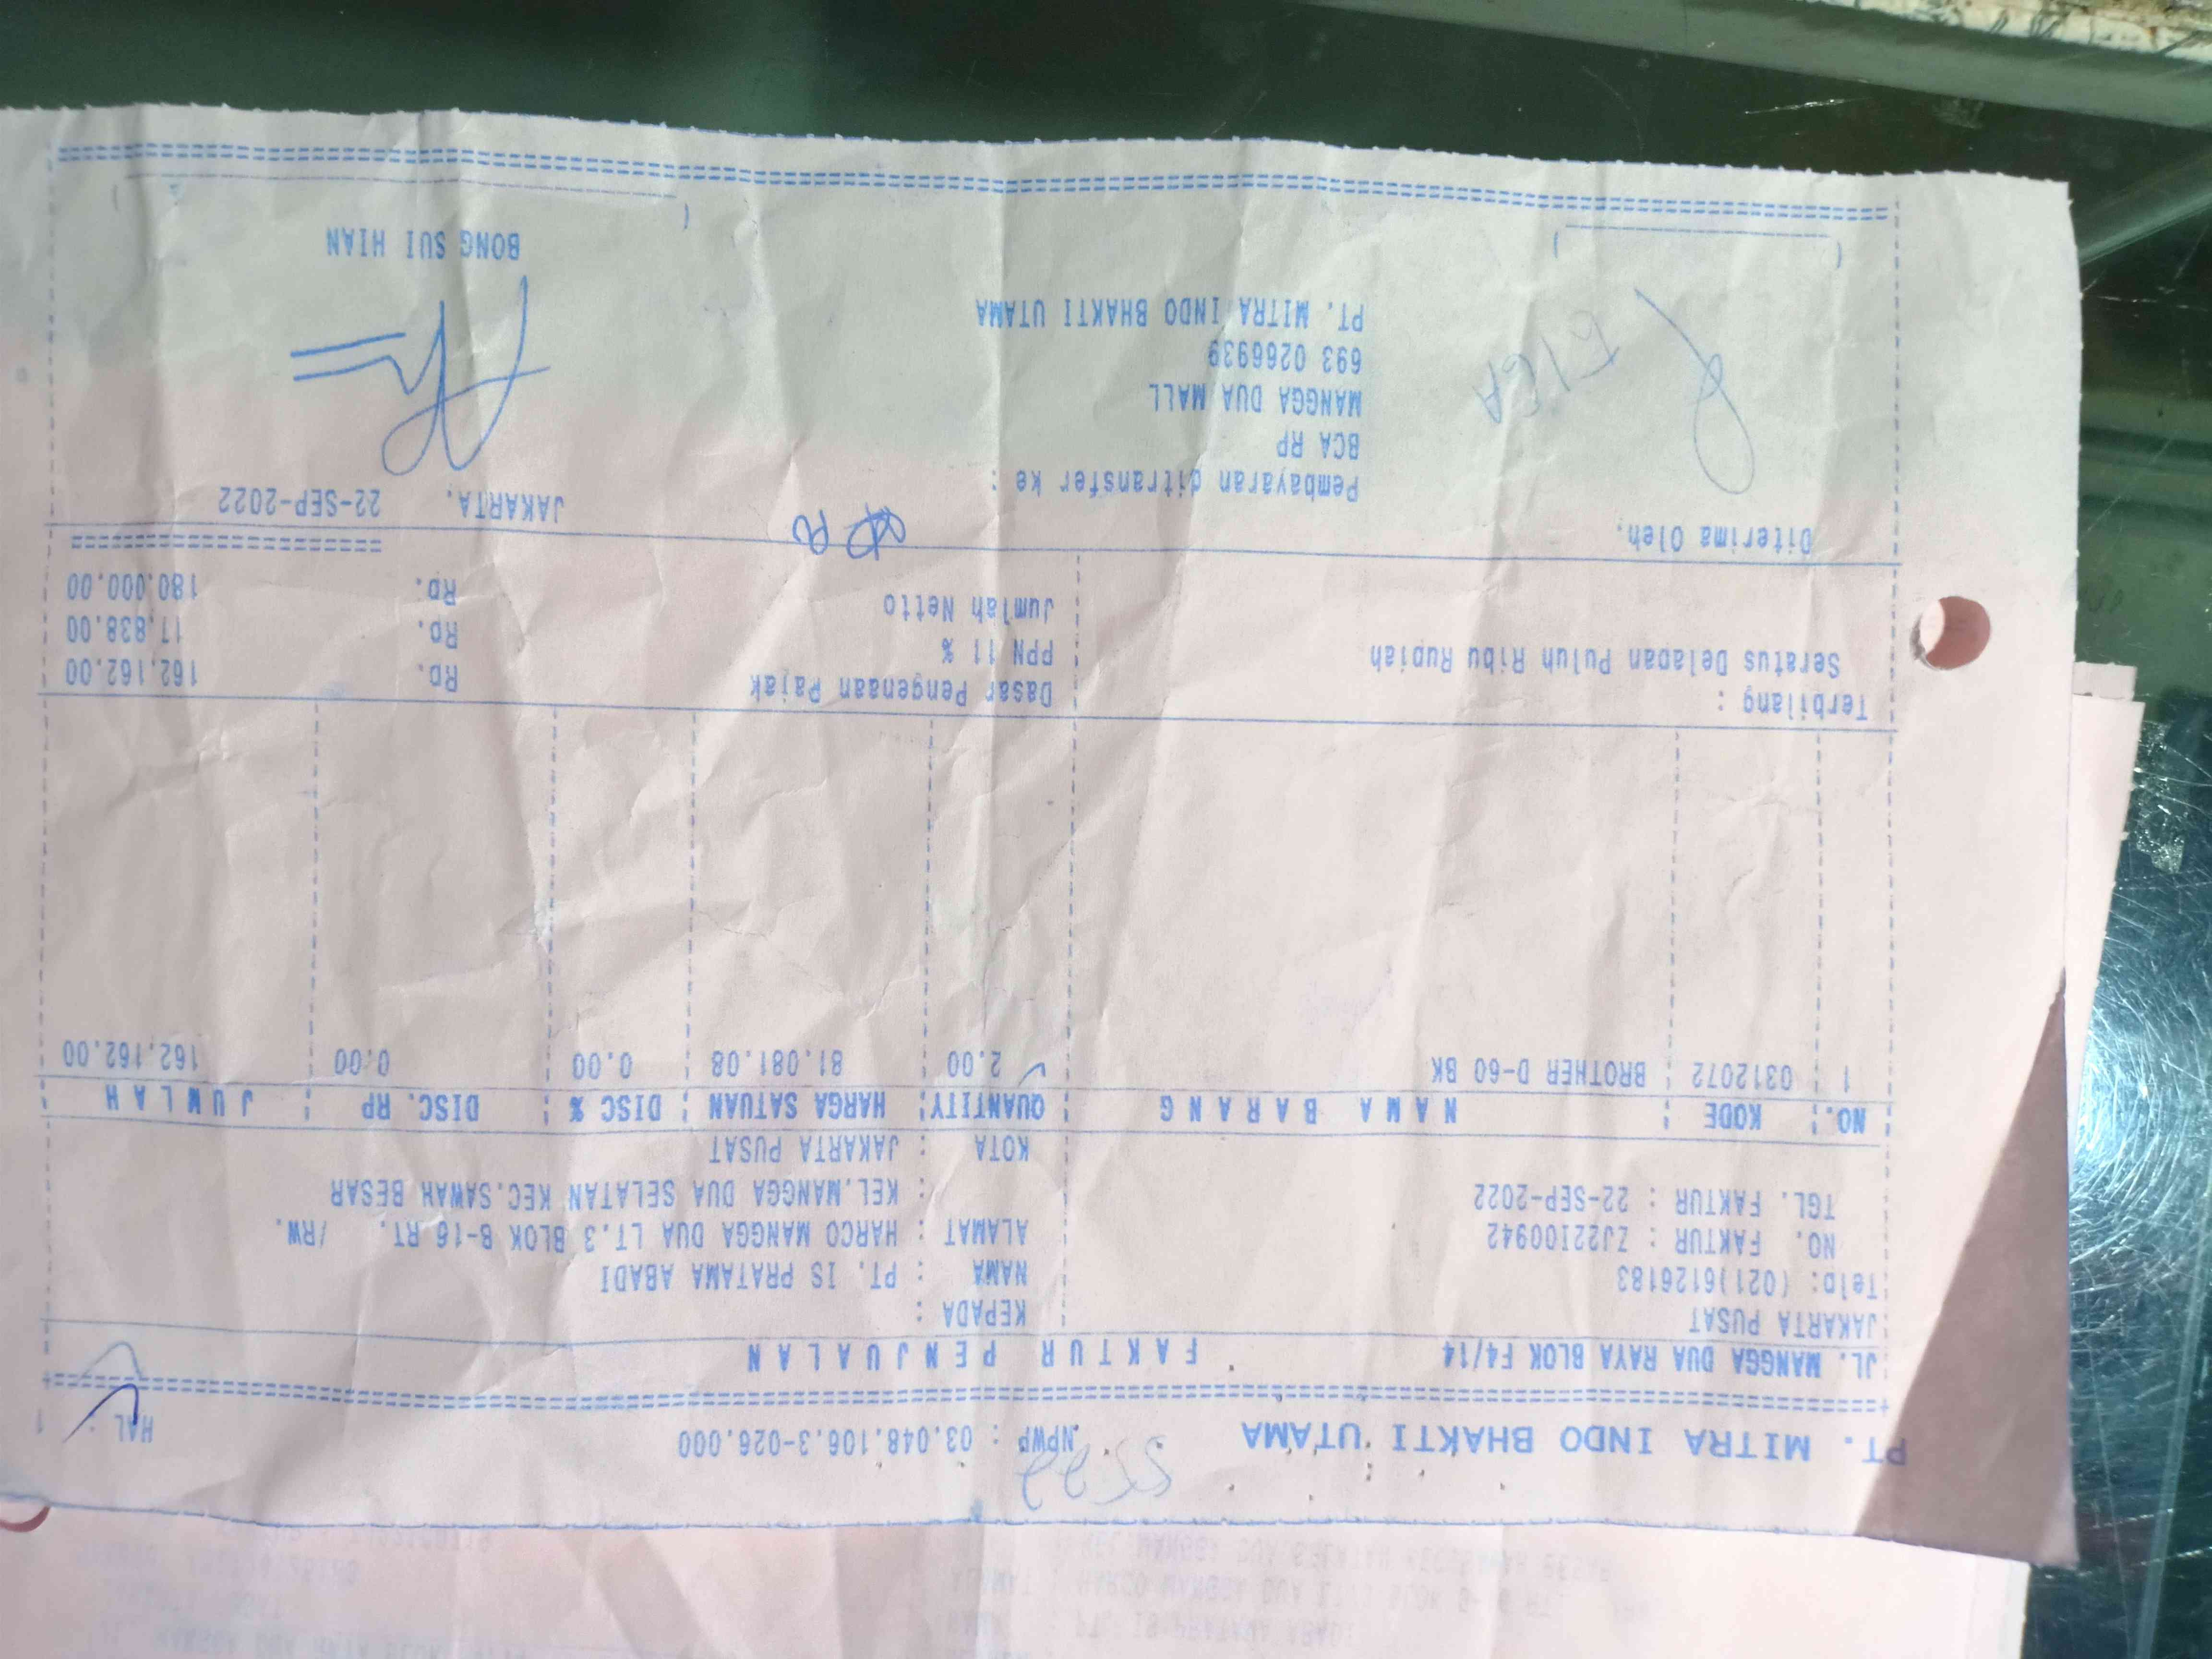 PT. MITRA INDO BHAKTI UTAMA NPWP : 03.048.106.3-026.000 HAL : 1
JL. MANGGA DUA RAYA BLOK F4/14 FAKTUR PENJUALAN
JAKARTA PUSAT KEPADA :
Telp: (021)6126183 NAMA : PT. IS PRATAMA ABADI
NO. FAKTUR : ZJ22I00942 ALAMAT : HARCO MANGGA DUA LT.3 BLOK B-16 RT. /RW.
TGL. FAKTUR : 22-SEP-2022 : KEL.MANGGA DUA SELATAN KEC.SAWAH BESAR
KOTA : JAKARTA PUSAT
NO. KODE NAMA BARANG QUANTITY HARGA SATUAN DISC % DISC. RP JUMLAH
1 0312072 BROTHER D-60 BK 2.00 81.081.08 0.00 0.00 162.162.00
Terbilang : Dasar Pengenaan Pajak Rp. 162.162.00
Seratus Delapan Puluh Ribu Rupiah PPN 11 % Rp. 17.838.00
Jumlah Netto Rp. 180.000.00
Diterima Oleh. JAKARTA. 22-SEP-2022
Pembayaran ditransfer ke :
BCA RP
MANGGA DUA MALL
693 0266939
PT. MITRA INDO BHAKTI UTAMA
BONG SUI HIAN